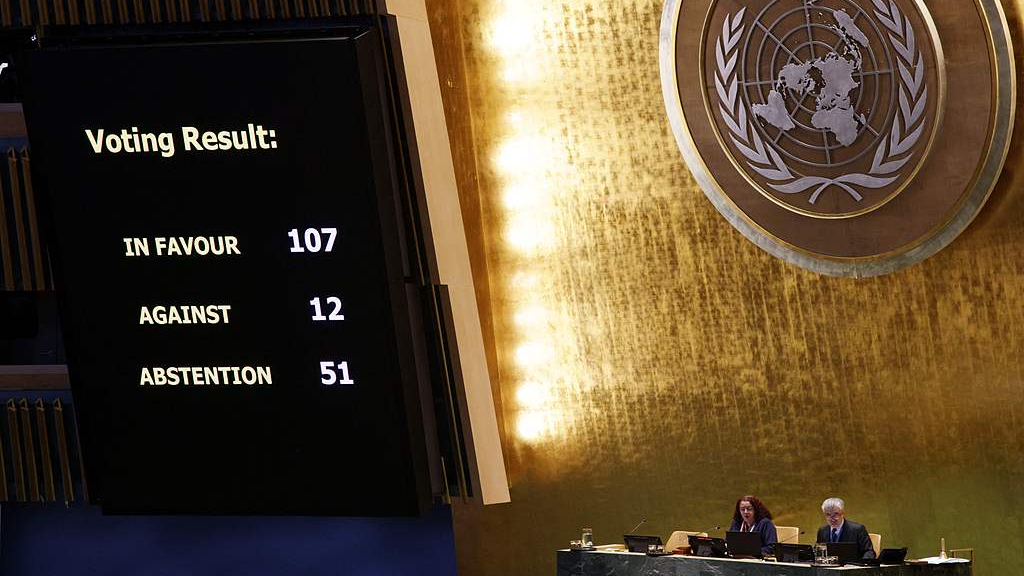 Voting Result:
IN FAVOUR 107
AGAINST 12
ABSTENTION 51